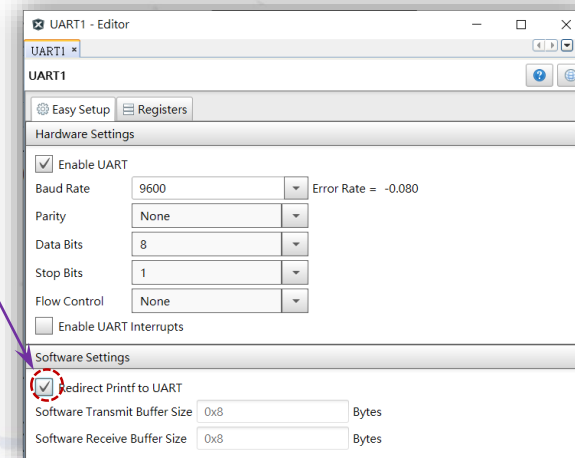 UART1 - Editor
UART1
UART1
Easy Setup Registers
Hardware Settings
Enable UART
Baud Rate 9600 Error Rate = -0.080
Parity None
Data Bits 8
Stop Bits 1
Flow Control None
Enable UART Interrupts
Software Settings
Redirect Printf to UART
Software Transmit Buffer Size 0x8 Bytes
Software Receive Buffer Size 0x8 Bytes